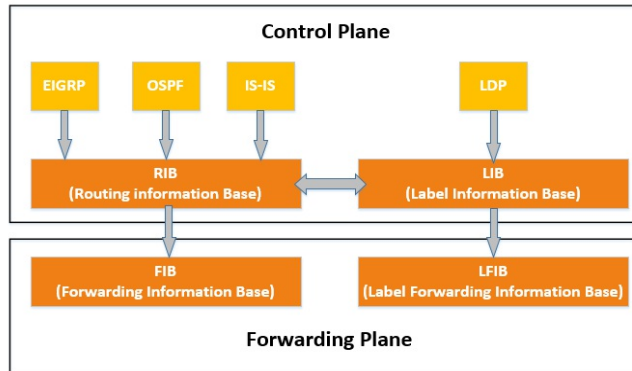 Control Plane
EIGRP
OSPF
IS-IS
LDP
RIB
(Routing information Base)
LIB
(Label Information Base)
FIB
(Forwarding Information Base)
LFIB
(Label Forwarding Information Base)
Forwarding Plane